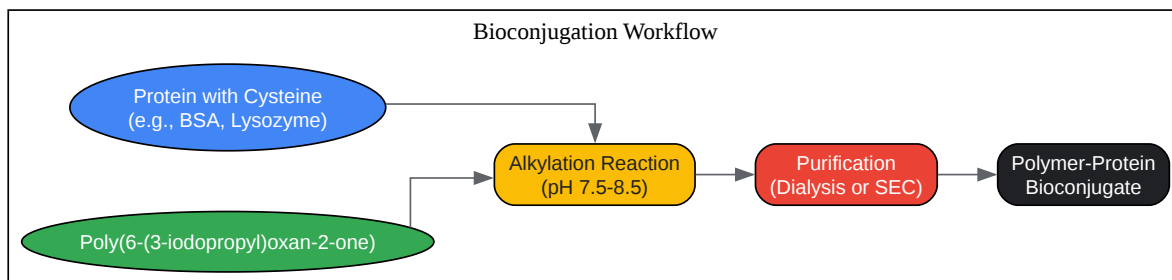 Bioconjugation Workflow
Protein with Cysteine
(e.g., BSA, Lysozyme)
Poly(6-(3-iodopropyl)oxan-2-one)
Alkylation Reaction
(pH 7.5-8.5)
Purification
(Dialysis or SEC)
Polymer-Protein
Bioconjugate